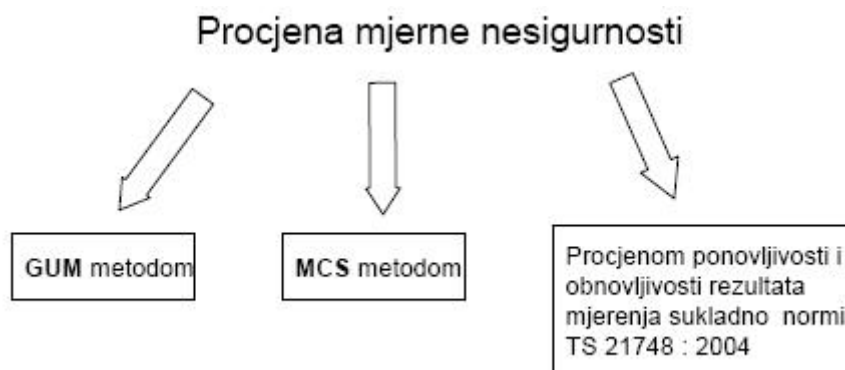 Procjena mjerne nesigurnosti
GUM metodom
MCS metodom
Procjenom ponovljivosti i
obnovljivosti rezultata
mjerenja sukladno normi
TS 21748 : 2004